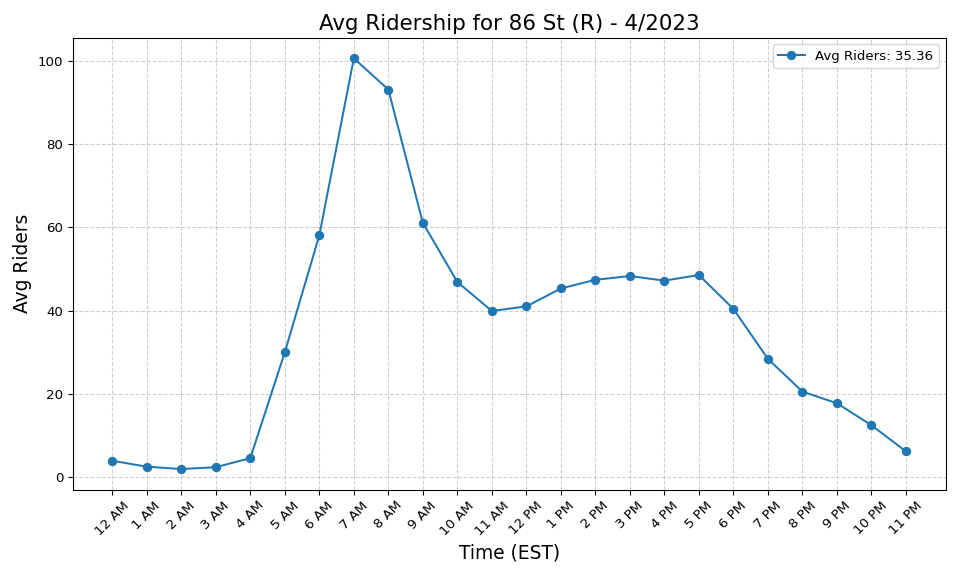 Avg Ridership for 86 St (R) - 4/2023
Avg Riders: 35.36
100
80
60
40
20
0
Avg Riders
12 AM
1 AM
2 AM
3 AM
4 AM
5 AM
6 AM
7 AM
8 AM
9 AM
10 AM
11 AM
12 PM
1 PM
2 PM
3 PM
4 PM
5 PM
6 PM
7 PM
8 PM
9 PM
10 PM
11 PM
Time (EST)